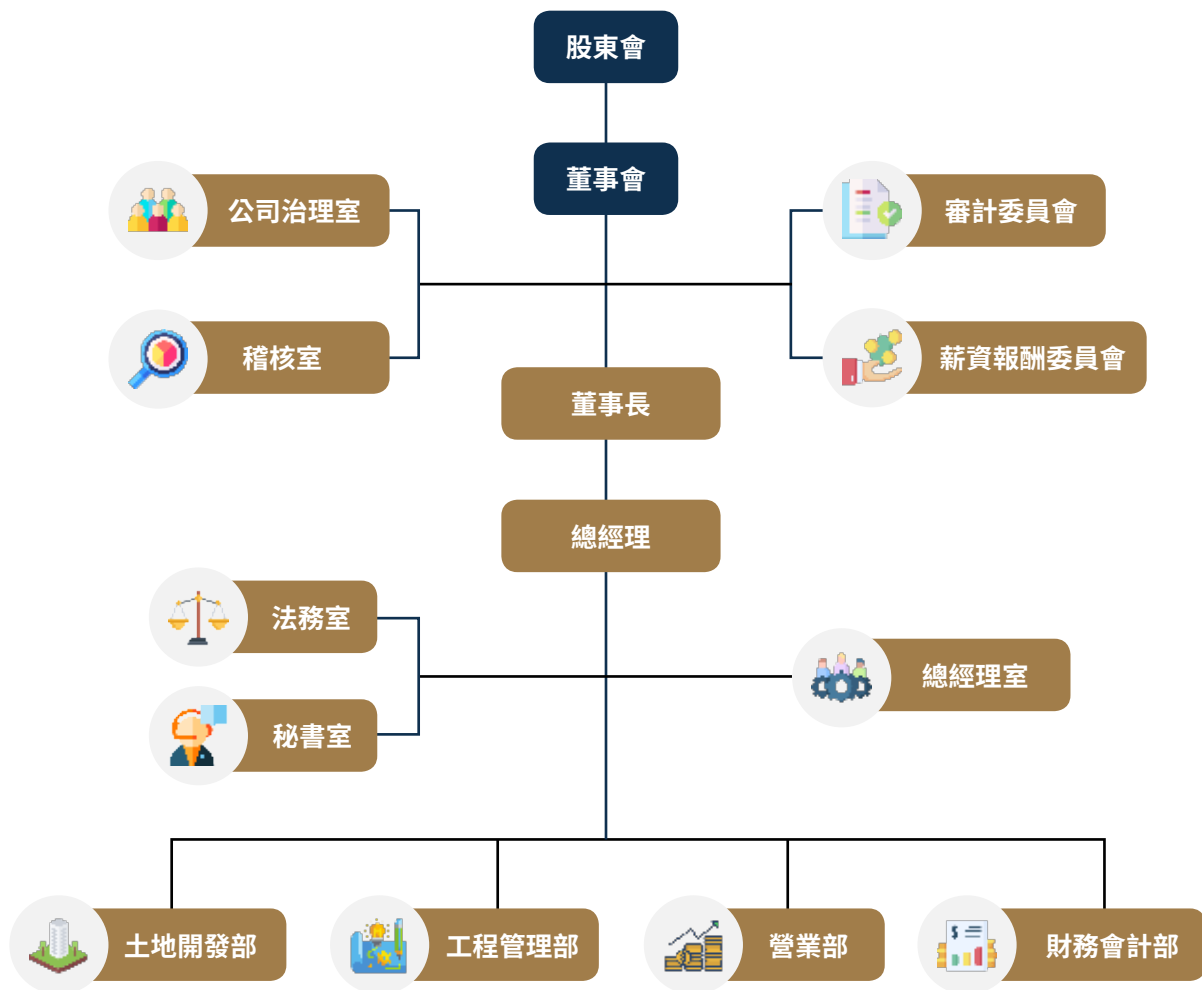 股東會
董事會
公司治理室
審計委員會
稽核室
薪資報酬委員會
董事長
總經理
法務室
總經理室
秘書室
土地開發部
工程管理部
營業部
財務會計部